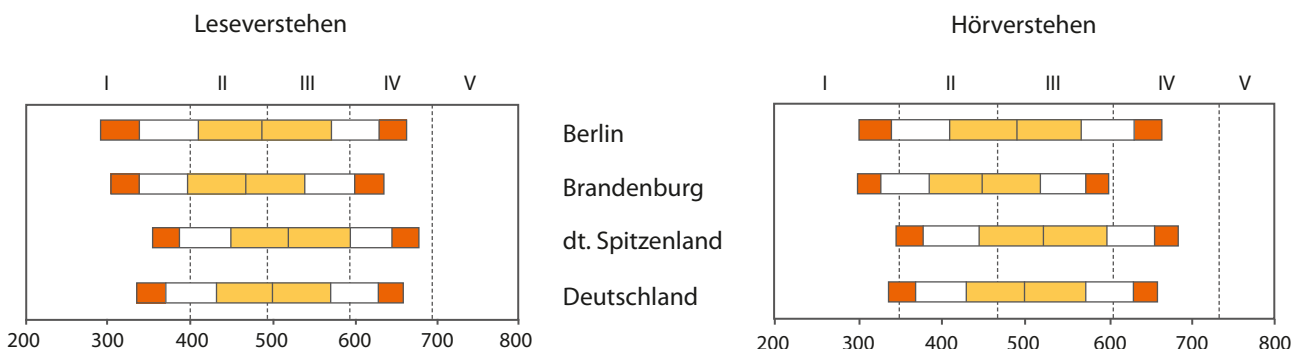 Leseverstehen
Hörverstehen
I II III IV V
I II III IV V
Berlin
Brandenburg
dt. Spitzenland
Deutschland
200 300 400 500 600 700 800
200 300 400 500 600 700 800